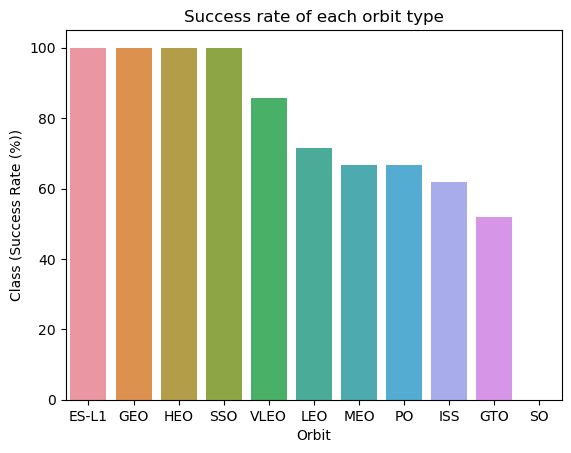 Success rate of each orbit type
Class (Success Rate (%))
100
80
60
40
20
0
ES-L1 GEO HEO SSO VLEO LEO MEO PO ISS GTO SO
Orbit